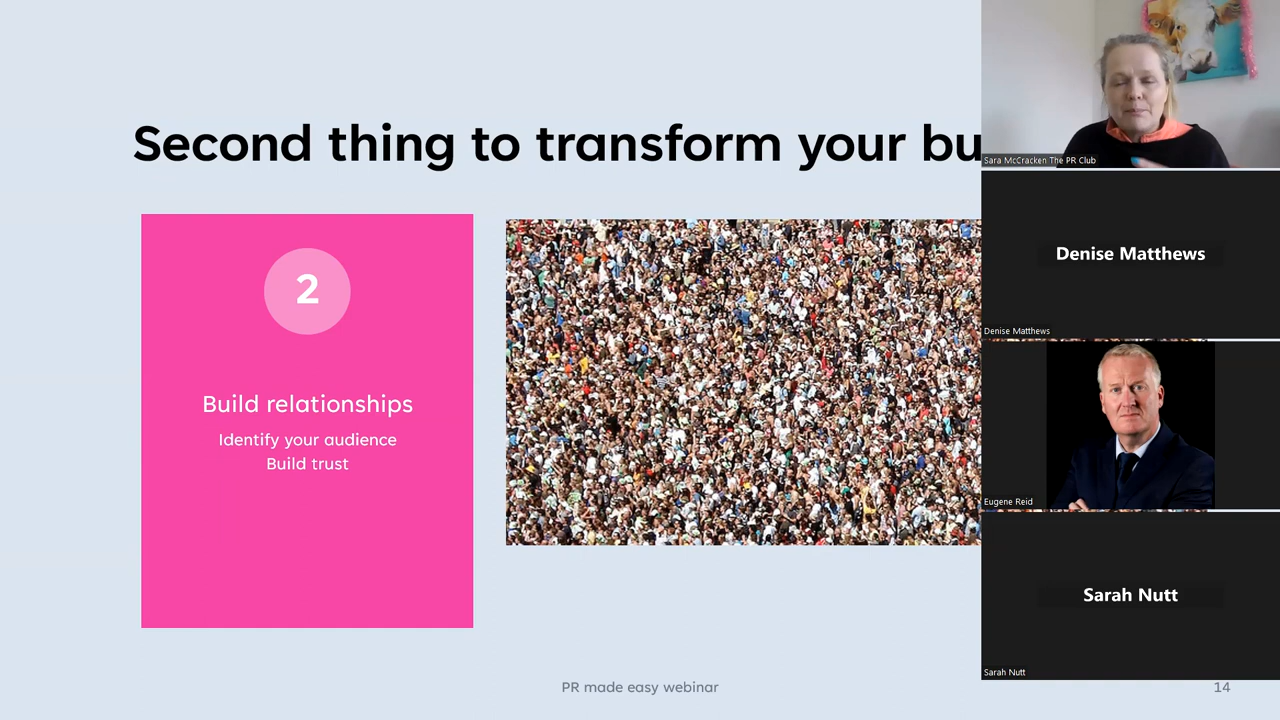 Second thing to transform your bu
2
Build relationships
Identify your audience
Build trust
PR made easy webinar
14
Sara McCracken The PR Club
Denise Matthews
Denise Matthews
Eugene Reid
Sarah Nutt
Sarah Nutt